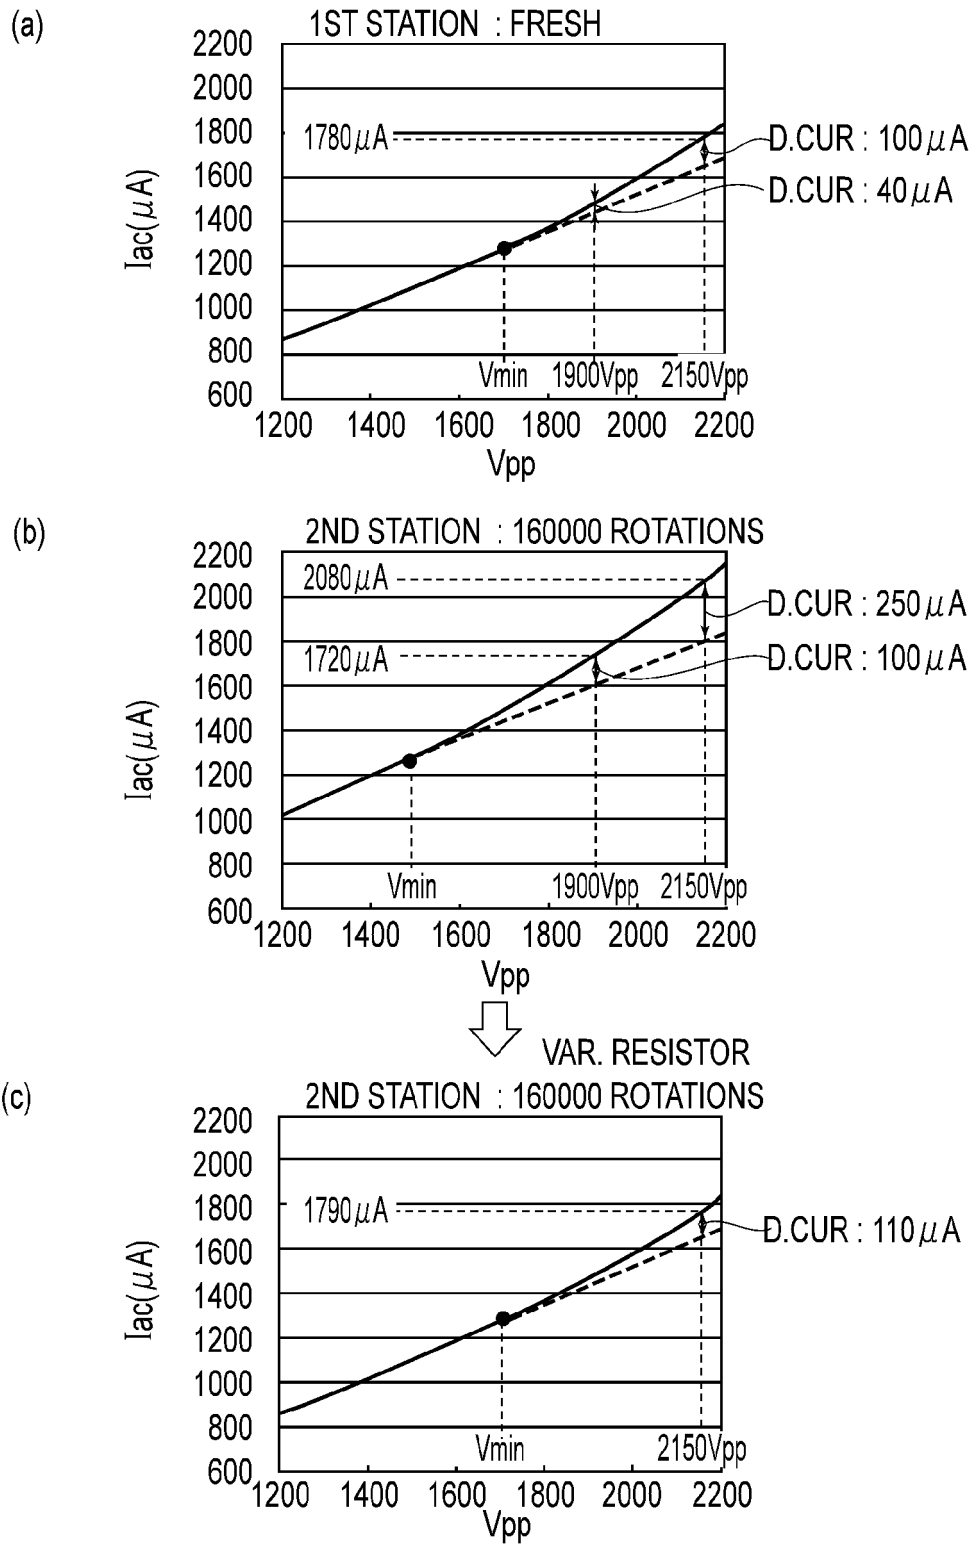 (a)
1ST STATION : FRESH
2200
2000
1800
1600
1400
1200
1000
800
600
Iac(μA)
1780μA
D.CUR : 100μA
D.CUR : 40μA
Vmin 1900Vpp 2150Vpp
1200 1400 1600 1800 2000 2200
Vpp
(b)
2ND STATION : 160000 ROTATIONS
2200
2000
1800
1600
1400
1200
1000
800
600
Iac(μA)
2080μA
1720μA
D.CUR : 250μA
D.CUR : 100μA
Vmin 1900Vpp 2150Vpp
1200 1400 1600 1800 2000 2200
Vpp
VAR. RESISTOR
(c)
2ND STATION : 160000 ROTATIONS
2200
2000
1800
1600
1400
1200
1000
800
600
Iac(μA)
1790μA
D.CUR : 110μA
Vmin 2150Vpp
1200 1400 1600 1800 2000 2200
Vpp